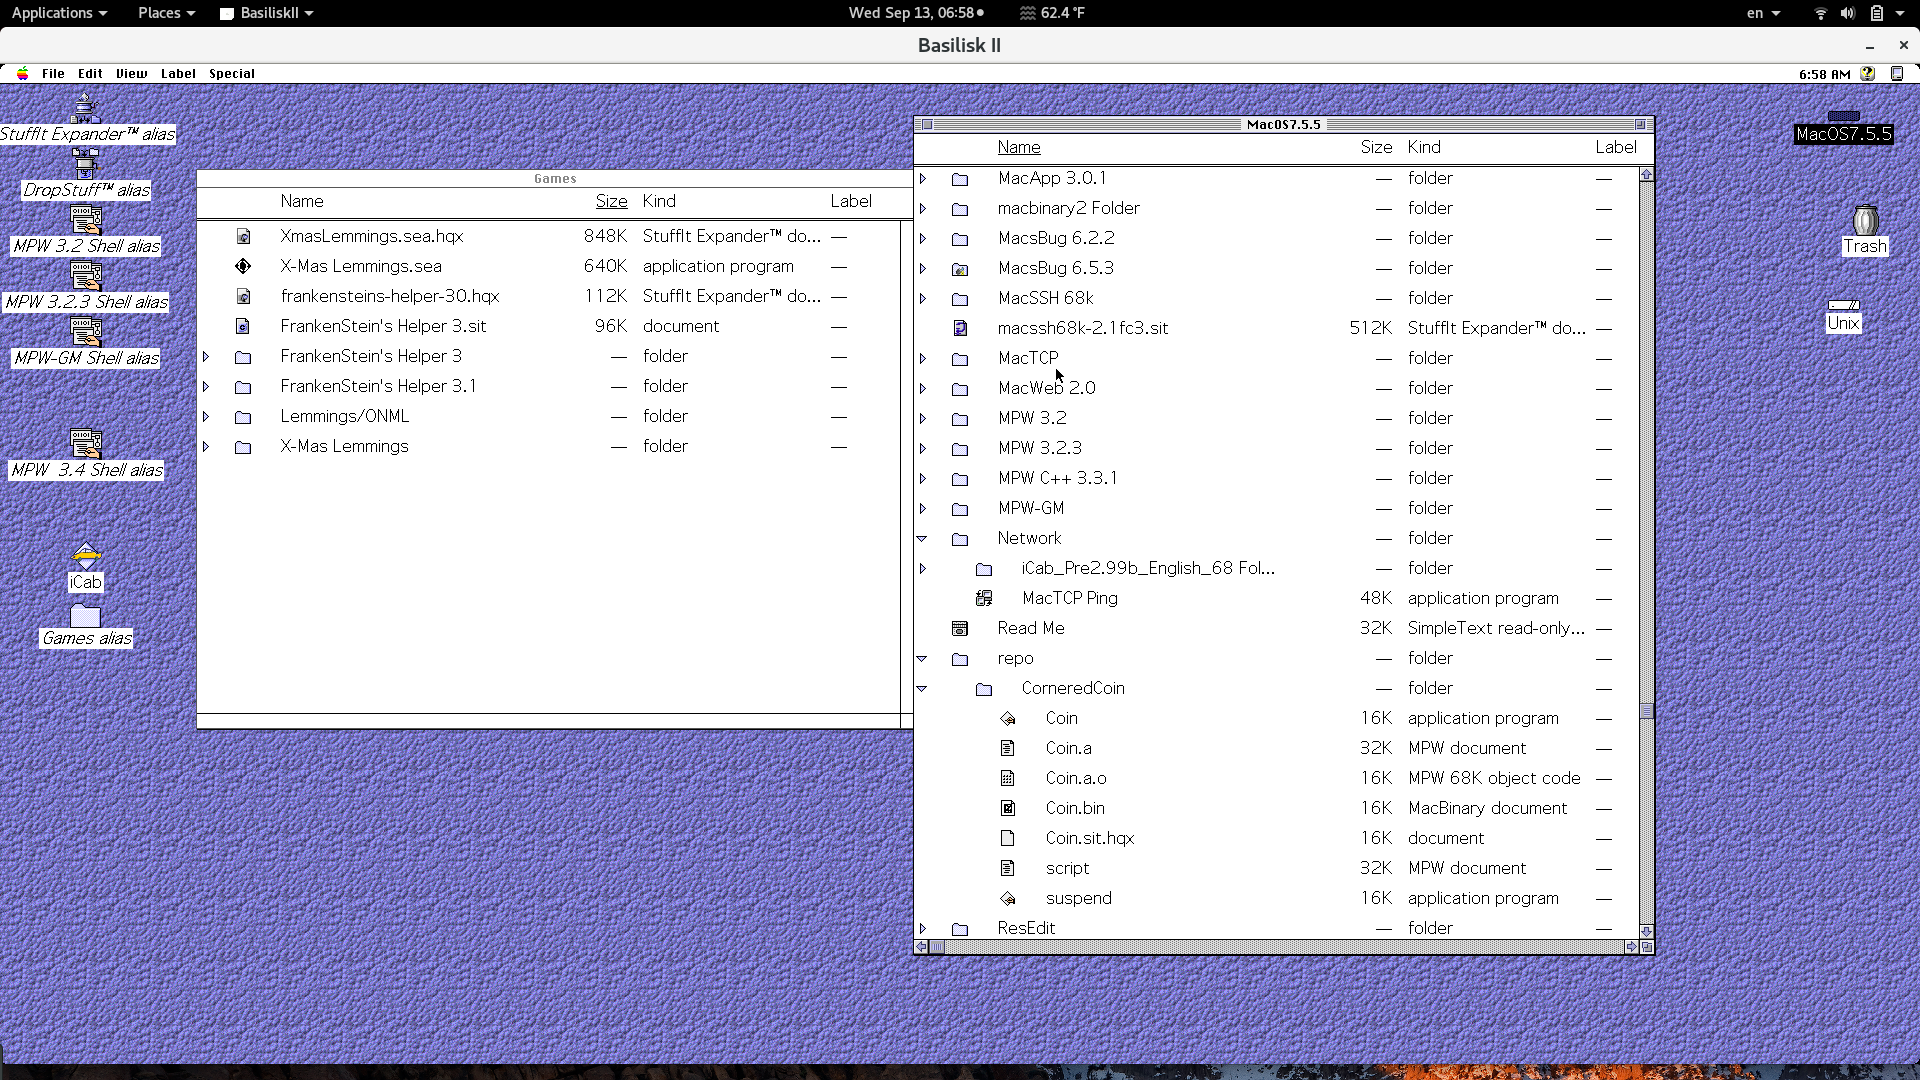 Applications Places BasiliskII Wed Sep 13, 06:58 62.4 °F en
Basilisk II
File Edit View Label Special 6:58 AM
StuffIt Expander™ alias
DropStuff™ alias
MPW 3.2 Shell alias
MPW 3.2.3 Shell alias
MPW-GM Shell alias
MPW 3.4 Shell alias
iCab
Games alias
Games
Name Size Kind Label
XmasLemmings.sea.hqx 848K StuffIt Expander™ do... —
X-Mas Lemmings.sea 640K application program —
frankensteins-helper-30.hqx 112K StuffIt Expander™ do... —
FrankenStein's Helper 3.sit 96K document —
FrankenStein's Helper 3 — folder —
FrankenStein's Helper 3.1 — folder —
Lemmings/ONML — folder —
X-Mas Lemmings — folder —
MacOS7.5.5
Name Size Kind Label
MacApp 3.0.1 — folder —
macbinary2 Folder — folder —
MacsBug 6.2.2 — folder —
MacsBug 6.5.3 — folder —
MacSSH 68k — folder —
macssh68k-2.1fc3.sit 512K StuffIt Expander™ do... —
MacTCP — folder —
MacWeb 2.0 — folder —
MPW 3.2 — folder —
MPW 3.2.3 — folder —
MPW C++ 3.3.1 — folder —
MPW-GM — folder —
Network — folder —
iCab_Pre2.99b_English_68 Fol... — folder —
MacTCP Ping 48K application program —
Read Me 32K SimpleText read-only... —
repo — folder —
CorneredCoin — folder —
Coin 16K application program —
Coin.a 32K MPW document —
Coin.a.o 16K MPW 68K object code —
Coin.bin 16K MacBinary document —
Coin.sit.hqx 16K document —
script 32K MPW document —
suspend 16K application program —
ResEdit — folder —
MacOS7.5.5
Trash
Unix